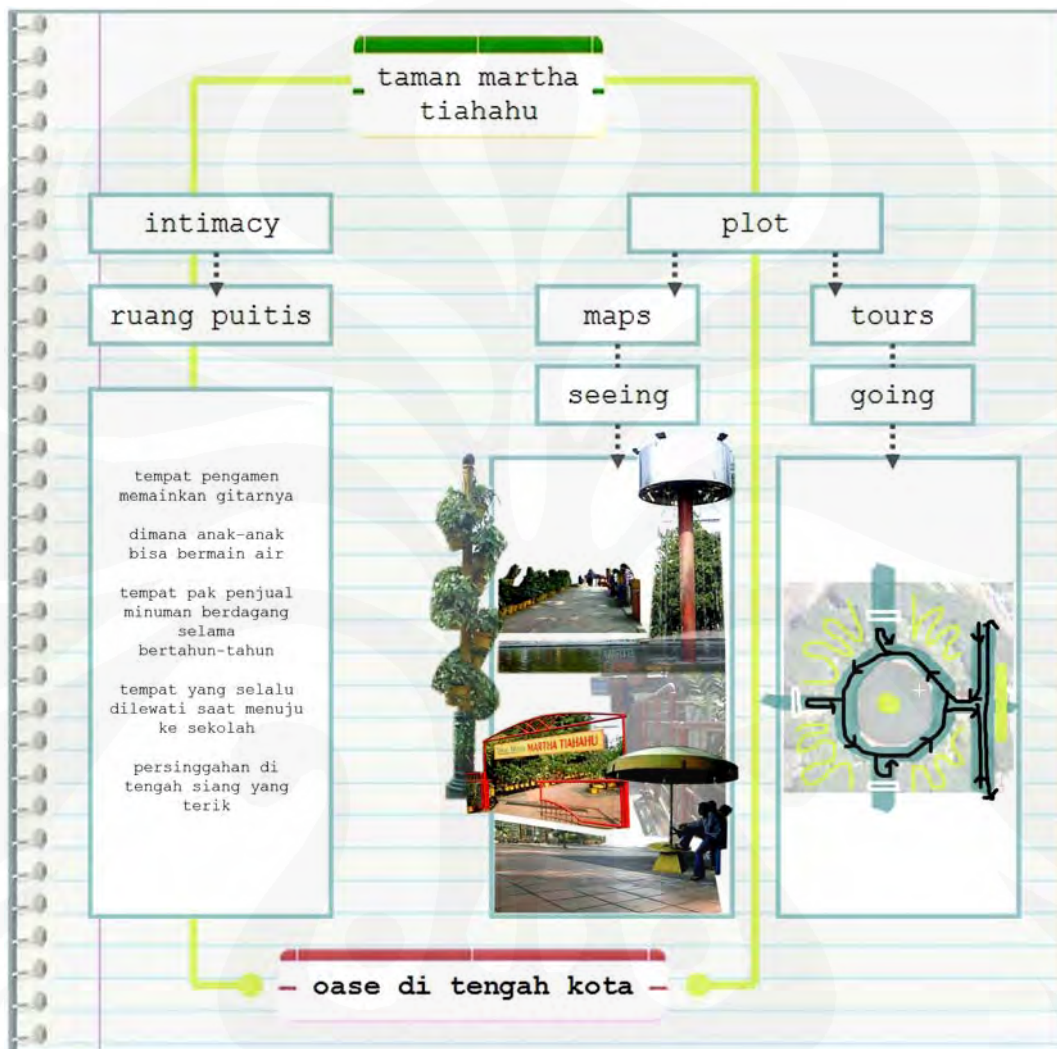 taman martha
tiahahu
intimacy
plot
ruang puitis
maps
tours
seeing
going
tempat pengamen
memainkan gitarnya
dimana anak-anak
bisa bermain air
tempat pak penjual
minuman berdagang
selama
bertahun-tahun
tempat yang selalu
dilewati saat menuju
ke sekolah
persinggahan di
tengah siang yang
terik
MARTHA TIAHAHU
oase di tengah kota